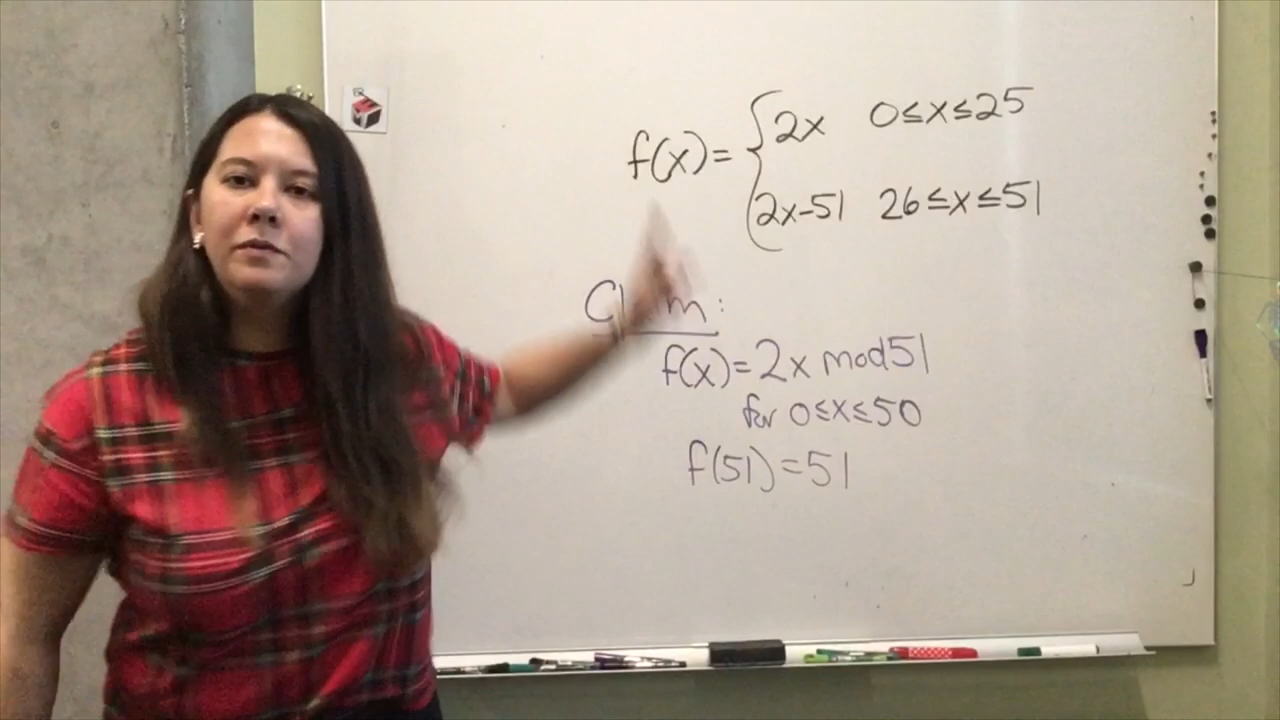 f(x) = { 2x 0≤x≤25
2x-51 26≤x≤51
Claim:
f(x) = 2x mod 51
for 0≤x≤50
f(51) = 51